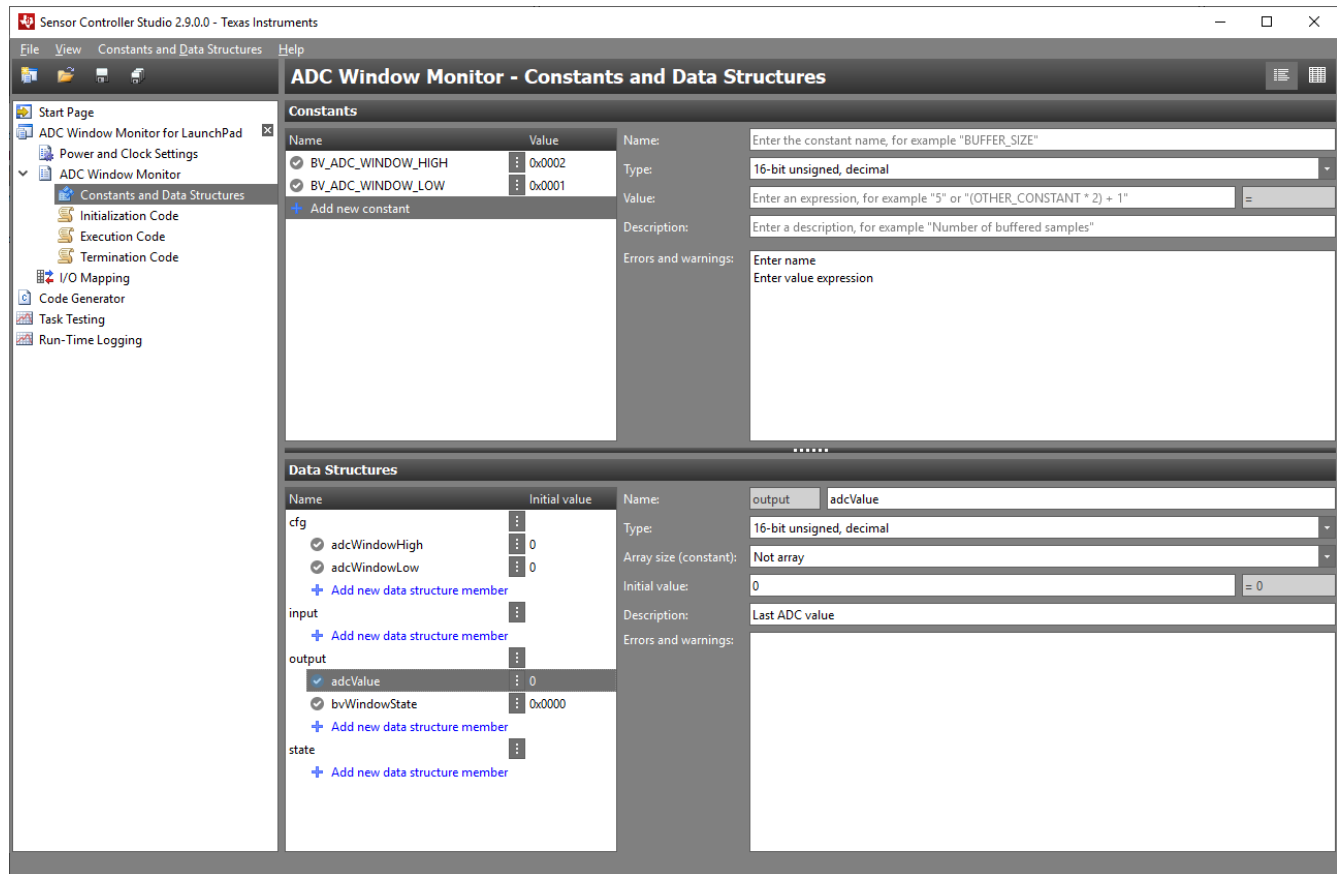 Sensor Controller Studio 2.9.0.0 - Texas Instruments
File View Constants and Data Structures Help
ADC Window Monitor - Constants and Data Structures
Start Page
ADC Window Monitor for LaunchPad
Power and Clock Settings
ADC Window Monitor
Constants and Data Structures
Initialization Code
Execution Code
Termination Code
I/O Mapping
Code Generator
Task Testing
Run-Time Logging
Constants
Name Value
BV_ADC_WINDOW_HIGH 0x0002
BV_ADC_WINDOW_LOW 0x0001
Add new constant
Name: Enter the constant name, for example "BUFFER_SIZE"
Type: 16-bit unsigned, decimal
Value: Enter an expression, for example "5" or "(OTHER_CONSTANT * 2) + 1" =
Description: Enter a description, for example "Number of buffered samples"
Errors and warnings: Enter name
Enter value expression
Data Structures
Name Initial value
cfg
adcWindowHigh 0
adcWindowLow 0
Add new data structure member
input
Add new data structure member
output
adcValue 0
bvWindowState 0x0000
Add new data structure member
state
Add new data structure member
Name: output adcValue
Type: 16-bit unsigned, decimal
Array size (constant): Not array
Initial value: 0 = 0
Description: Last ADC value
Errors and warnings: